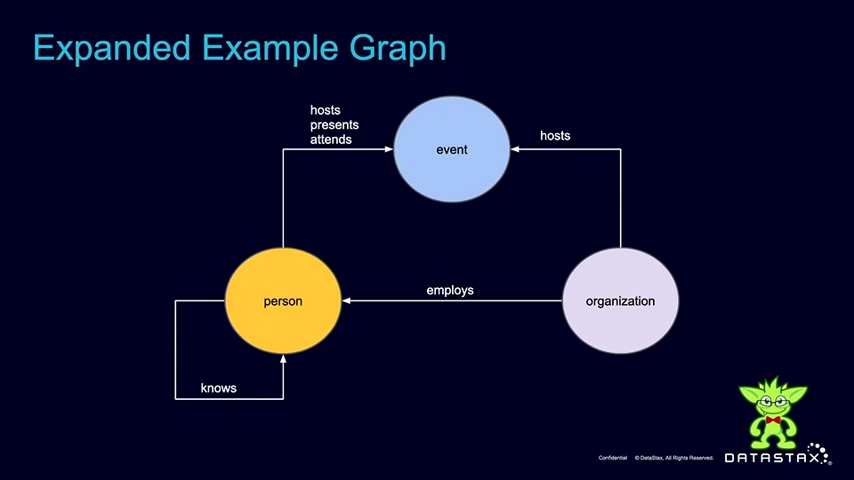 Expanded Example Graph
hosts
presents
attends
event
hosts
person
employs
organization
knows
Confidential © DataStax, All Rights Reserved.
DATASTAX